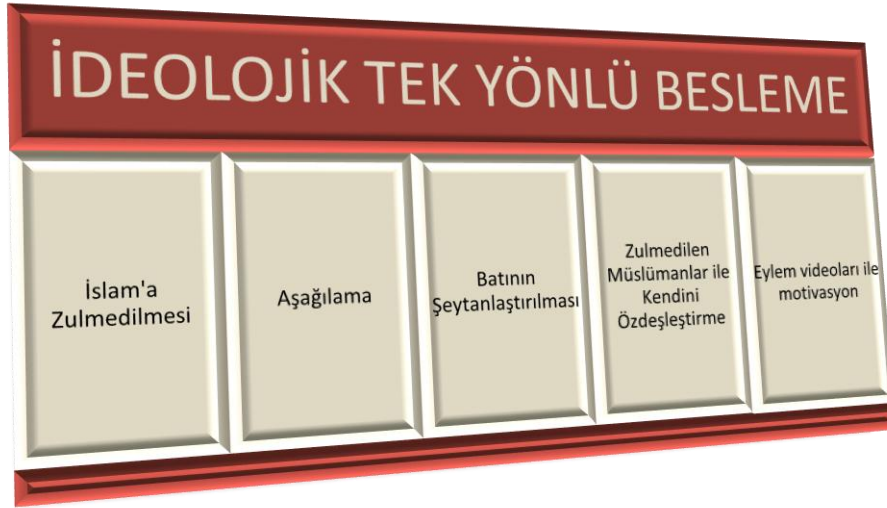 İDEOLOJİK TEK YÖNLÜ BESLEME
İslam'a
Zulmedilmesi
Aşağılama
Batının
Şeytanlaştırılması
Zulmedilen
Müslümanlar ile
Kendini
Özdeşleştirme
Eylem videoları ile
motivasyon